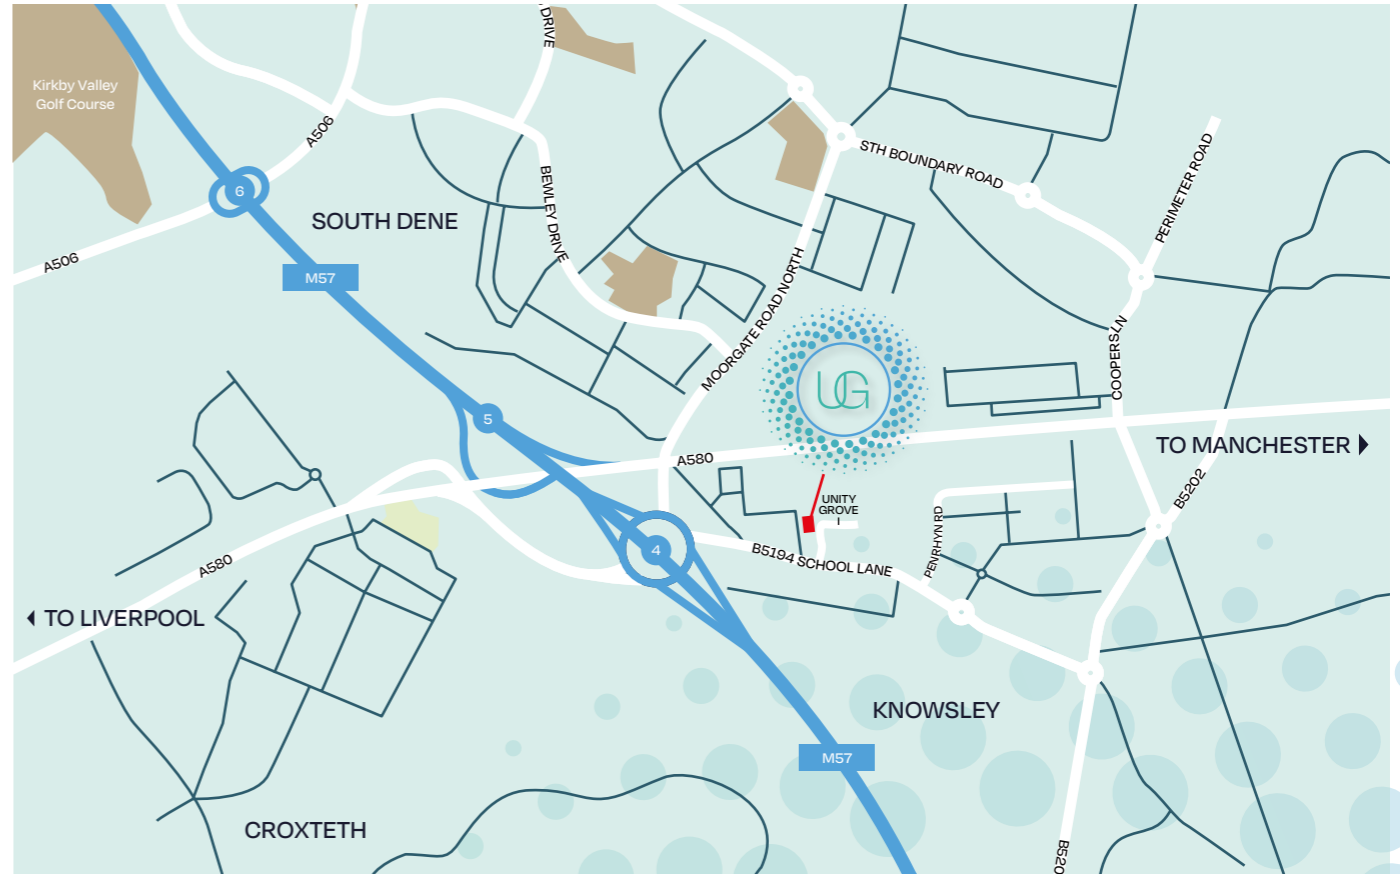 DRIVE
Kirkby Valley
Golf Course
A506
STH BOUNDARY ROAD
PERIMETER ROAD
6
BEWLEY DRIVE
SOUTH DENE
A506
M57
MOORGATE ROAD NORTH
COOPERS LN
UG
5
A580
TO MANCHESTER
B5202
UNITY
GROVE
PENRHYN RD
4
B5194 SCHOOL LANE
A580
TO LIVERPOOL
KNOWSLEY
M57
CROXTETH
B520